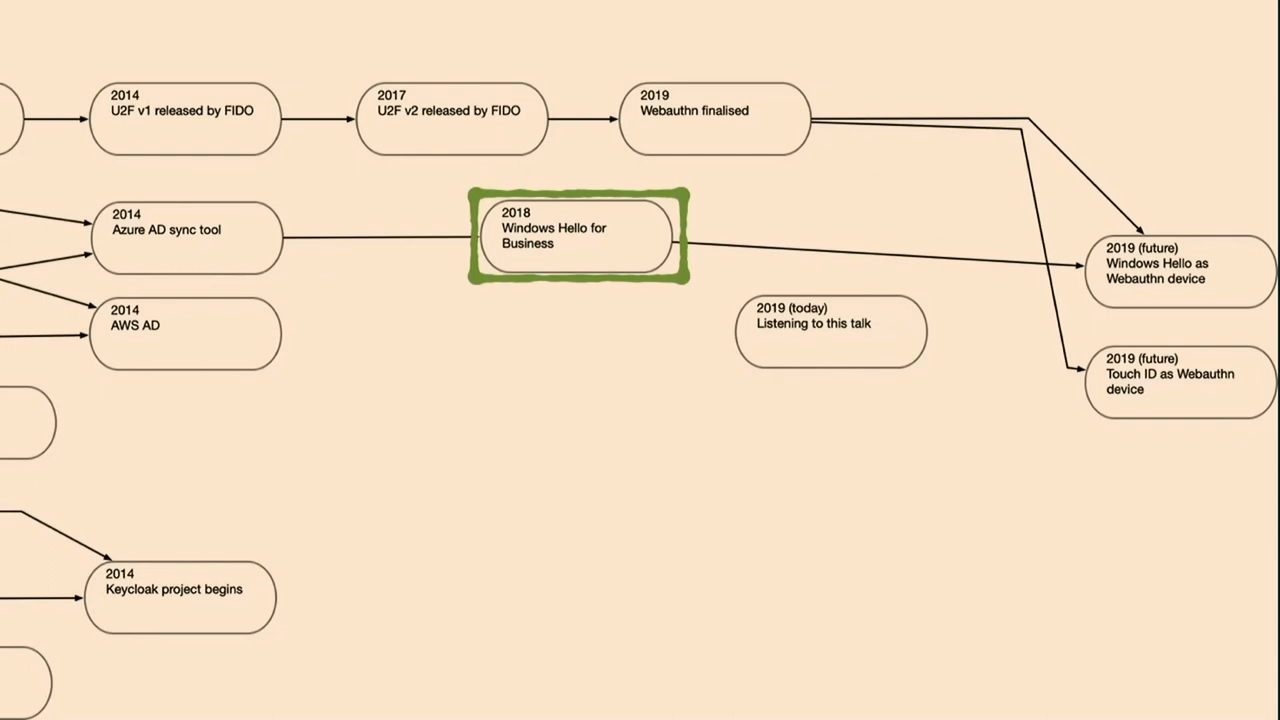 2014
U2F v1 released by FIDO
2017
U2F v2 released by FIDO
2019
Webauthn finalised
2014
Azure AD sync tool
2018
Windows Hello for
Business
2019 (future)
Windows Hello as
Webauthn device
2014
AWS AD
2019 (today)
Listening to this talk
2019 (future)
Touch ID as Webauthn
device
2014
Keycloak project begins